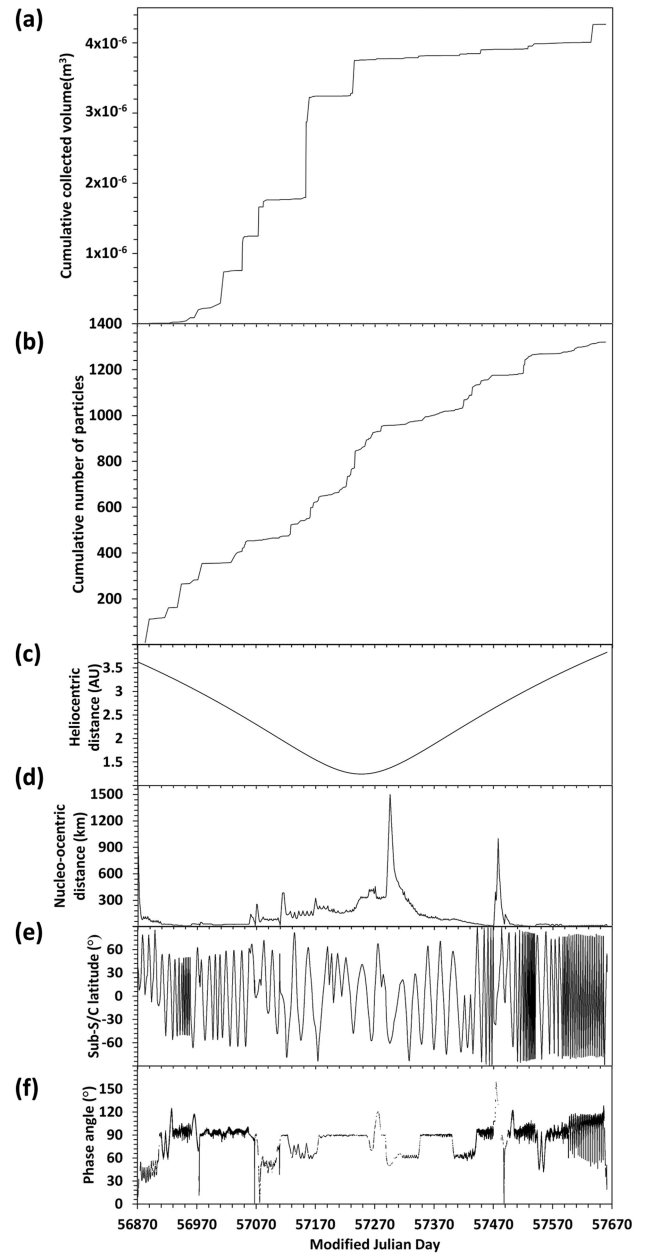 (a)
Cumulative collected volume(m³)
4x10⁻⁶
3x10⁻⁶
2x10⁻⁶
1x10⁻⁶
(b)
Cumulative number of particles
1400
1200
1000
800
600
400
200
(c)
Heliocentric
distance (AU)
3.5
3
2.5
2
1.5
(d)
Nucleo-ocentric
distance (km)
1500
1200
900
600
300
(e)
Sub-S/C latitude (°)
60
30
0
-30
-60
(f)
Phase angle (°)
150
120
90
60
30
0
56870 56970 57070 57170 57270 57370 57470 57570 57670
Modified Julian Day